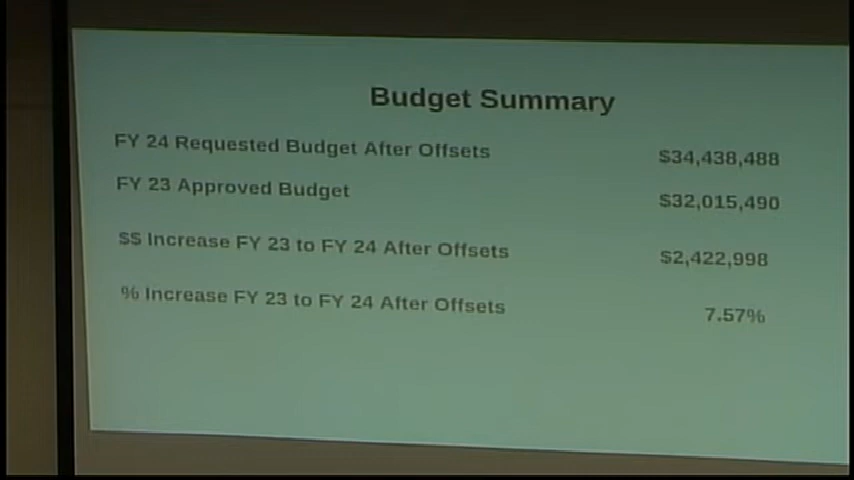 Budget Summary
FY 24 Requested Budget After Offsets $34,438,488
FY 23 Approved Budget $32,015,490
$$ Increase FY 23 to FY 24 After Offsets $2,422,998
% Increase FY 23 to FY 24 After Offsets 7.57%